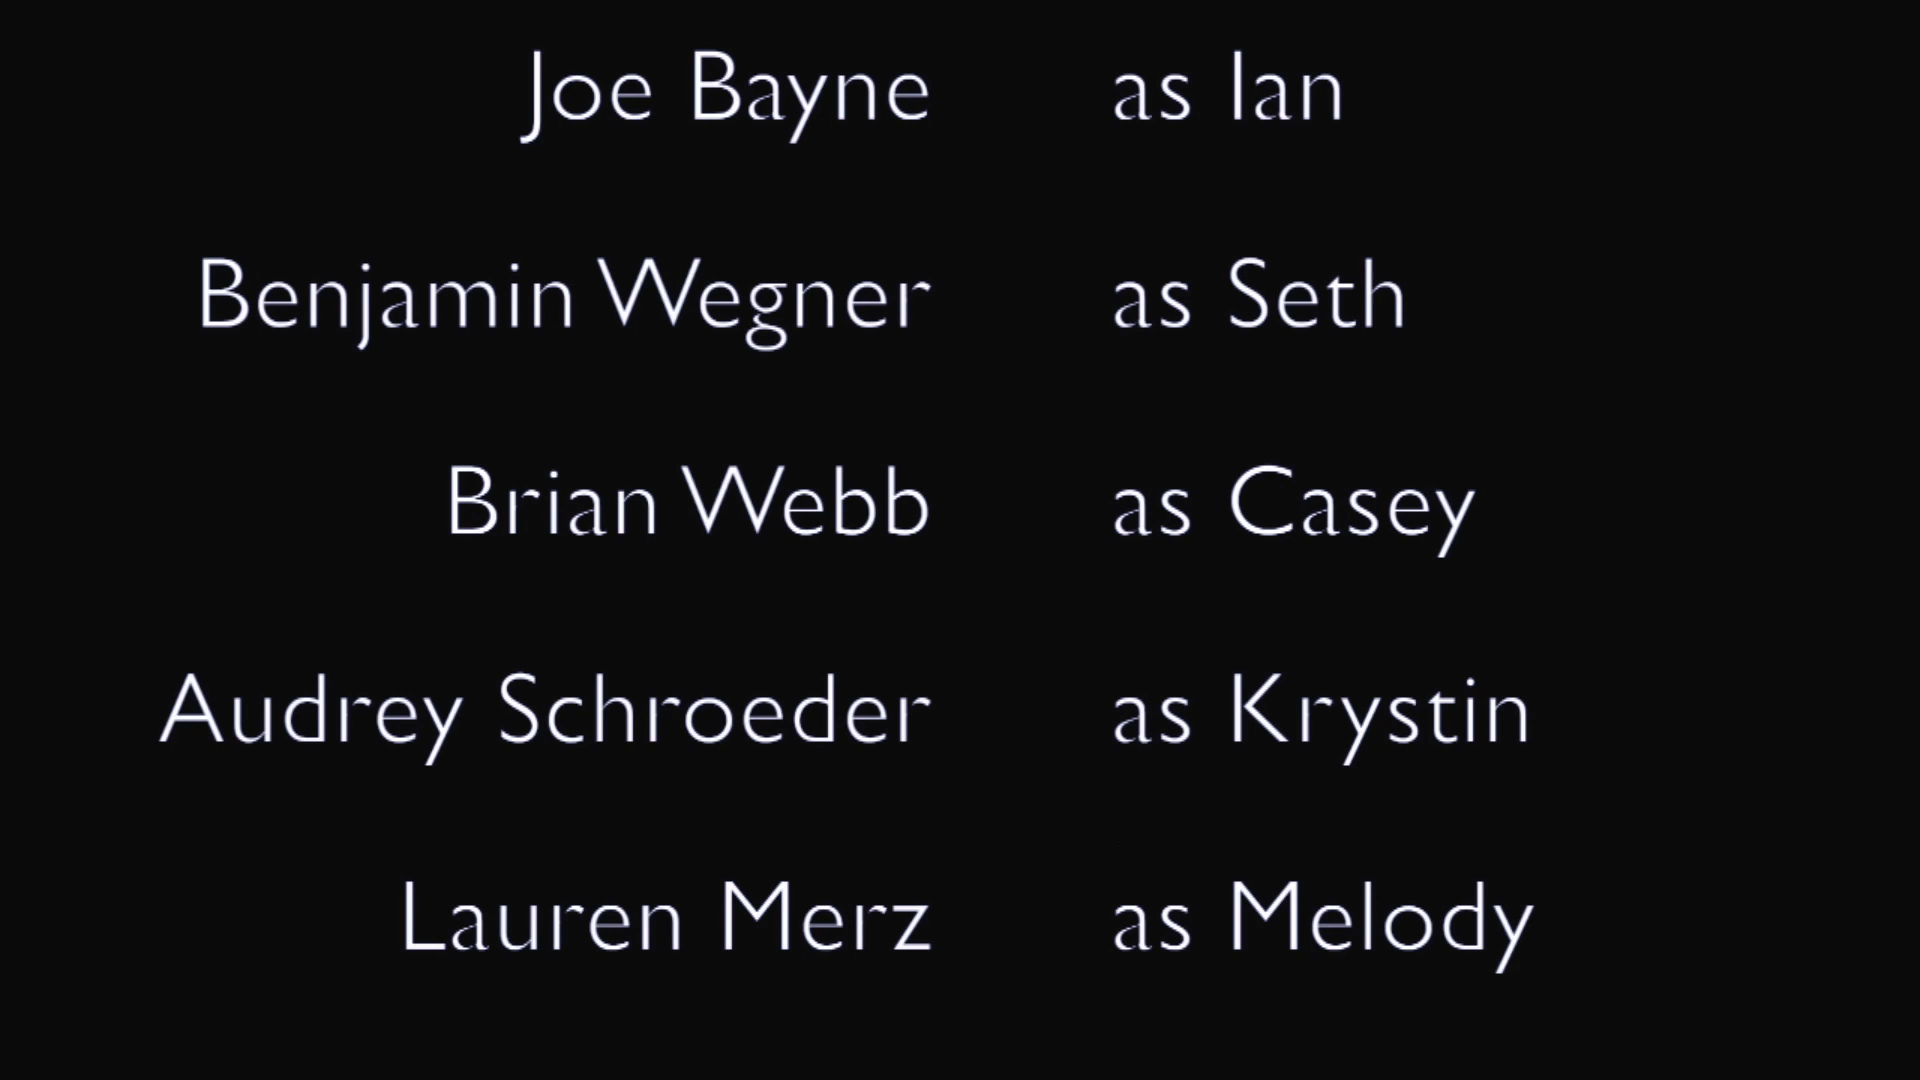 Joe Bayne as Ian
Benjamin Wegner as Seth
Brian Webb as Casey
Audrey Schroeder as Krystin
Lauren Merz as Melody